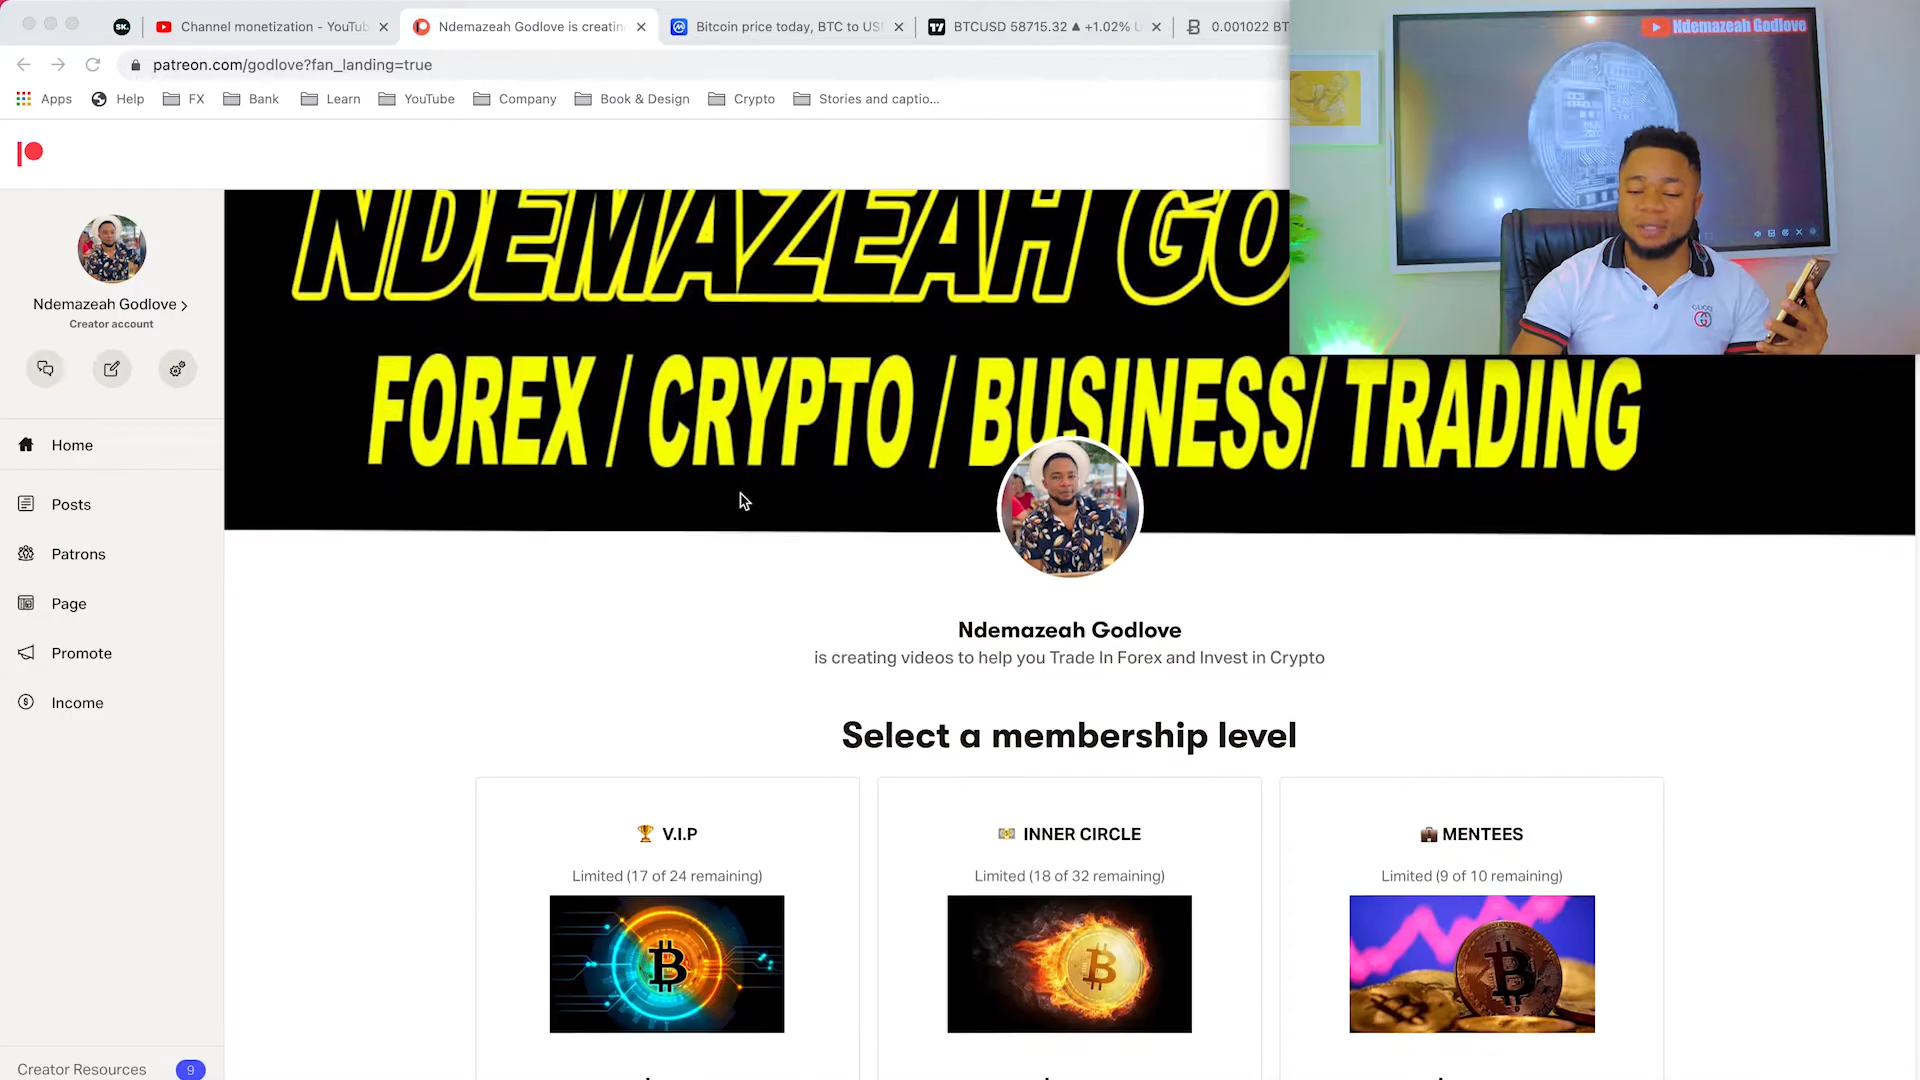 SK.
Channel monetization - YouTub
Ndemazeah Godlove is creatin
Bitcoin price today, BTC to US
BTCUSD 58715.32 ▲ +1.02% U
0.001022 BT
patreon.com/godlove?fan_landing=true
Apps
Help
FX
Bank
Learn
YouTube
Company
Book & Design
Crypto
Stories and captio...
Ndemazeah Godlove
GUCCI
NDEMAZEAH GO
FOREX / CRYPTO / BUSINESS/ TRADING
Ndemazeah Godlove
Creator account
Home
Posts
Patrons
Page
Promote
Income
Creator Resources
9
Ndemazeah Godlove
is creating videos to help you Trade In Forex and Invest in Crypto
Select a membership level
V.I.P
Limited (17 of 24 remaining)
INNER CIRCLE
Limited (18 of 32 remaining)
MENTEES
Limited (9 of 10 remaining)